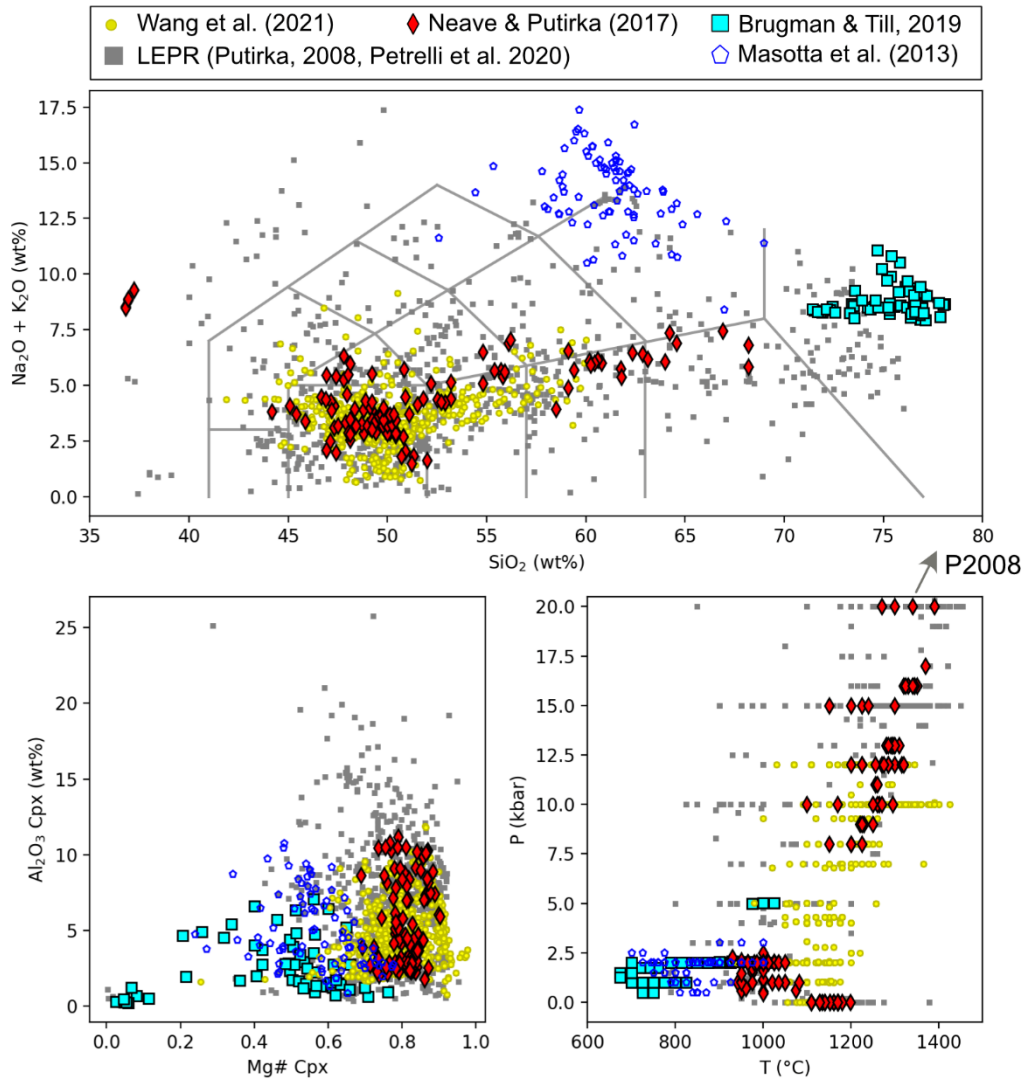 Wang et al. (2021) Neave & Putirka (2017) Brugman & Till, 2019
LEPR (Putirka, 2008, Petrelli et al. 2020) Masotta et al. (2013)
17.5
15.0
12.5
10.0
7.5
5.0
2.5
0.0
Na₂O + K₂O (wt%)
35 40 45 50 55 60 65 70 75 80
SiO₂ (wt%)
P2008
25
20
15
10
5
0
Al₂O₃ Cpx (wt%)
0.0 0.2 0.4 0.6 0.8 1.0
Mg# Cpx
20.0
17.5
15.0
12.5
10.0
7.5
5.0
2.5
0.0
P (kbar)
600 800 1000 1200 1400
T (°C)